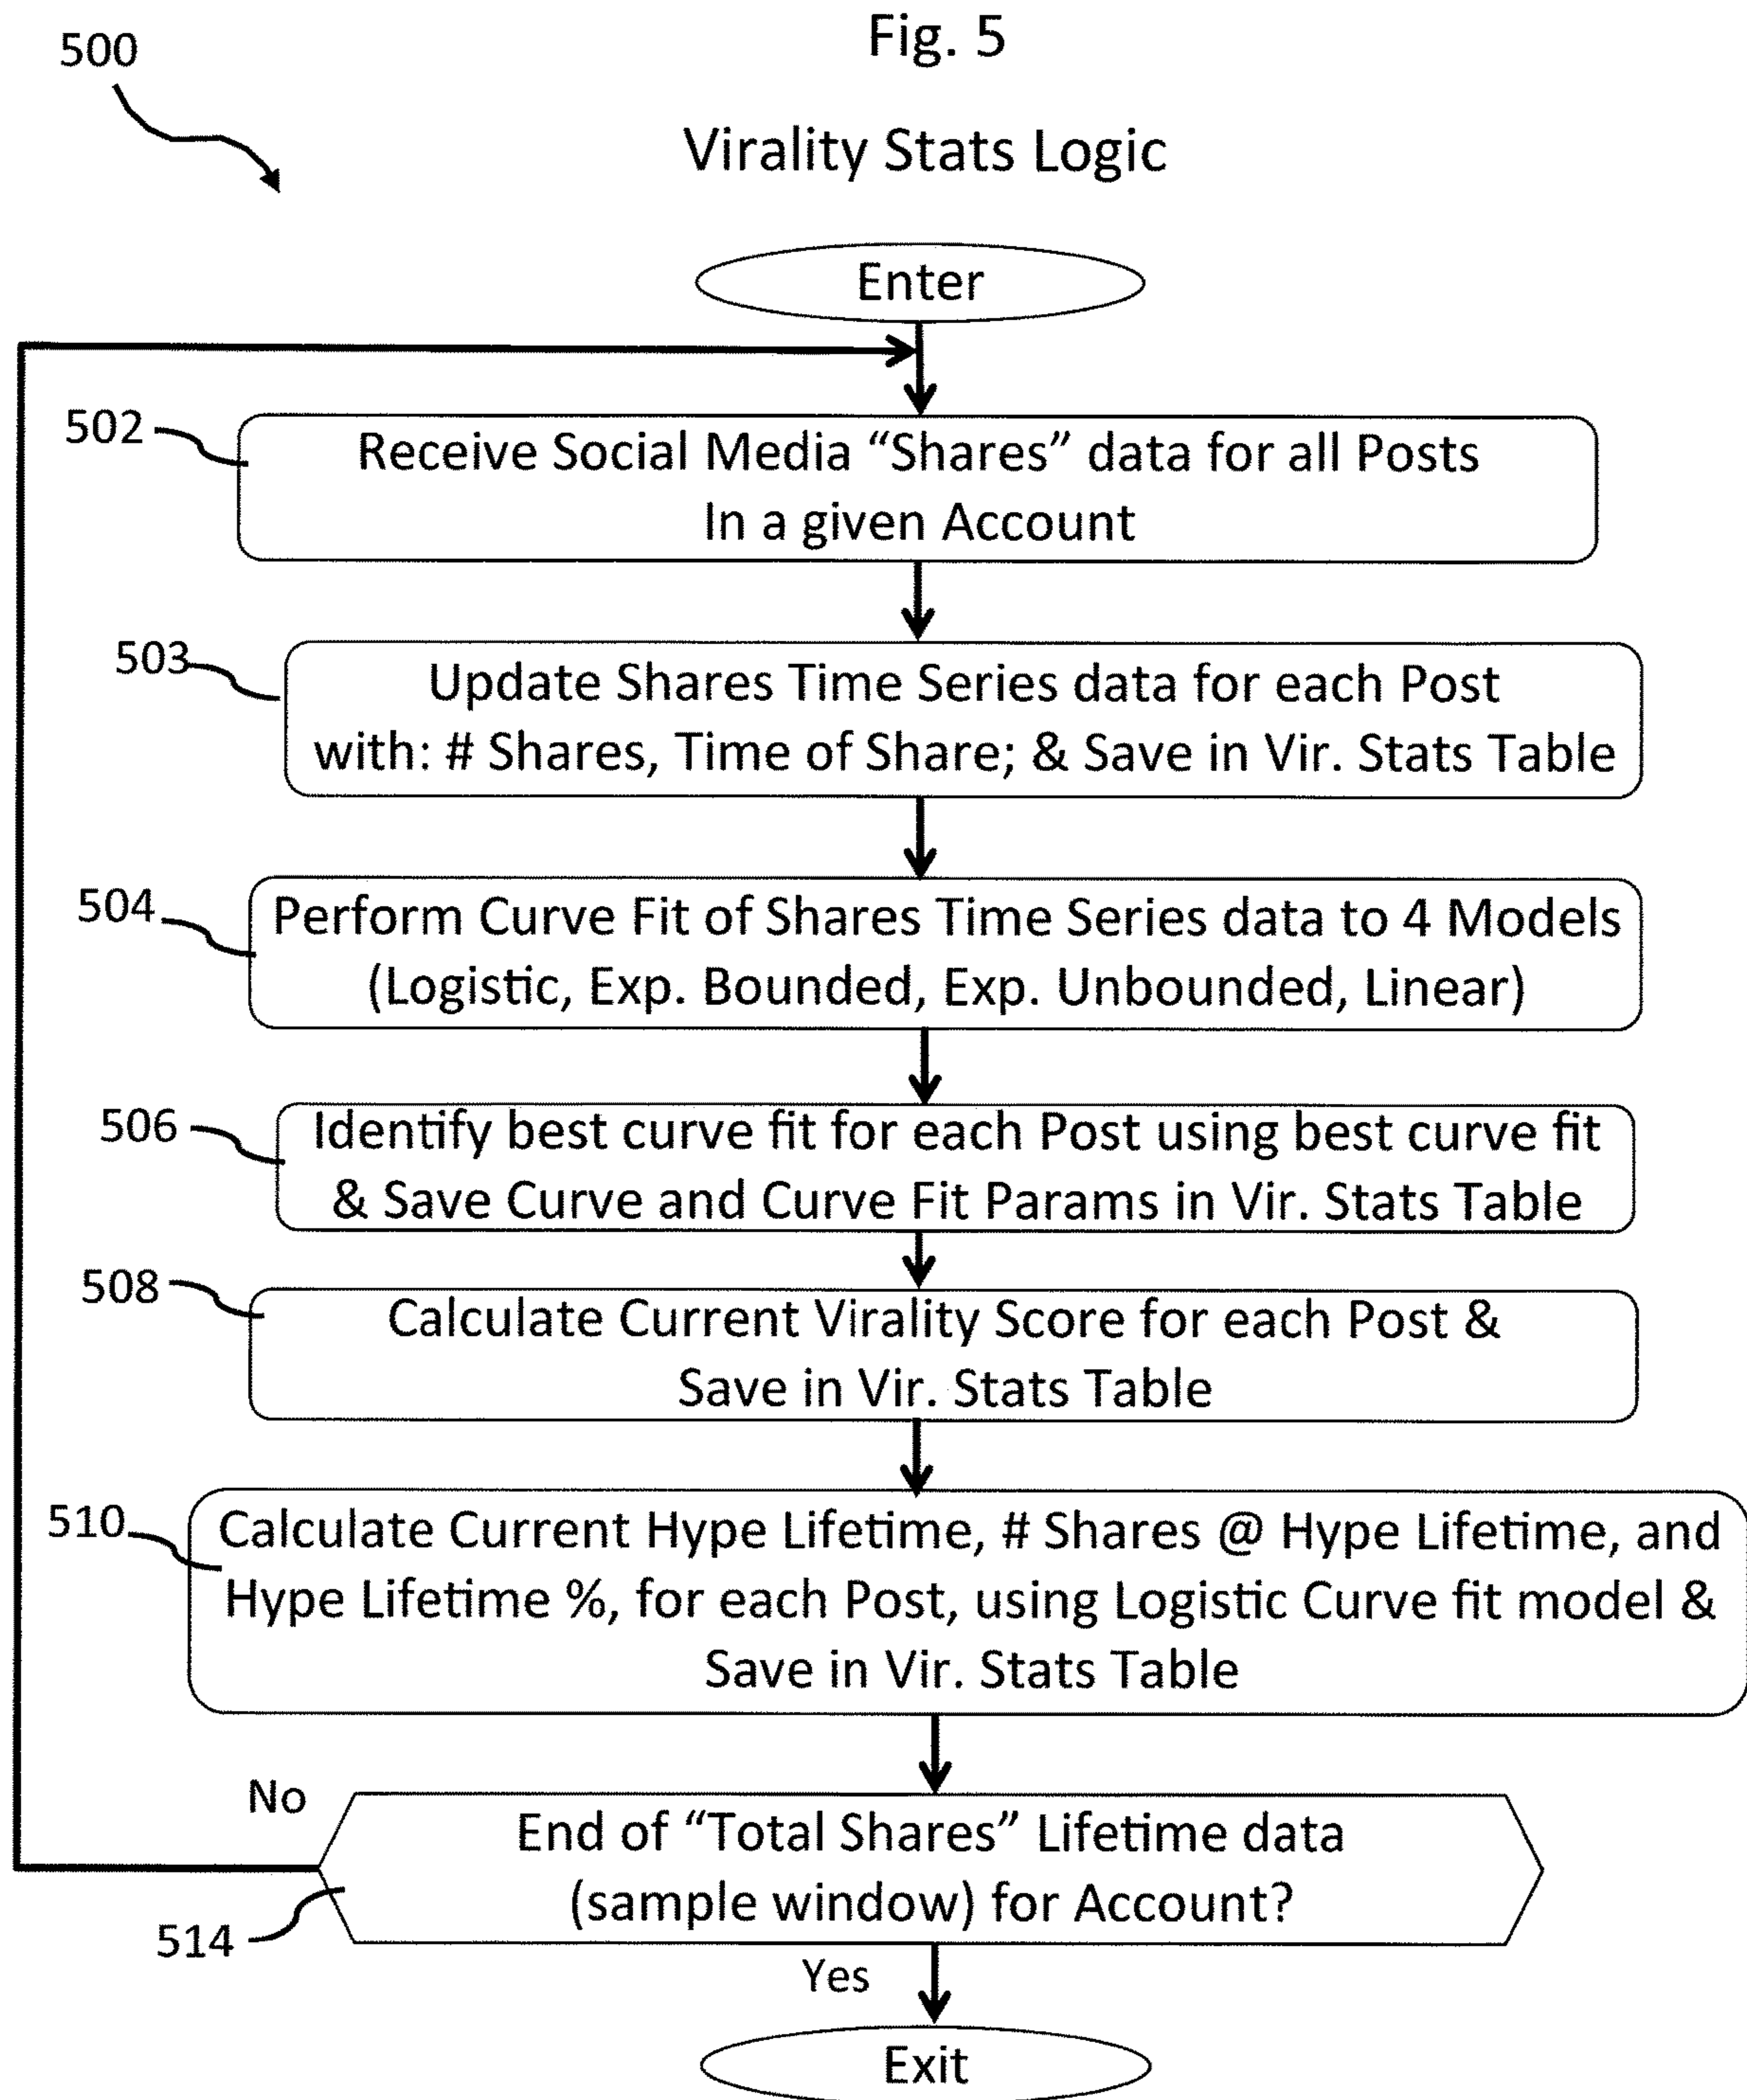 Fig. 5
500
Virality Stats Logic
Enter
502
Receive Social Media “Shares” data for all Posts
In a given Account
503
Update Shares Time Series data for each Post
with: # Shares, Time of Share; & Save in Vir. Stats Table
504
Perform Curve Fit of Shares Time Series data to 4 Models
(Logistic, Exp. Bounded, Exp. Unbounded, Linear)
506
Identify best curve fit for each Post using best curve fit
& Save Curve and Curve Fit Params in Vir. Stats Table
508
Calculate Current Virality Score for each Post &
Save in Vir. Stats Table
510
Calculate Current Hype Lifetime, # Shares @ Hype Lifetime, and
Hype Lifetime %, for each Post, using Logistic Curve fit model &
Save in Vir. Stats Table
No
End of “Total Shares” Lifetime data
(sample window) for Account?
514
Yes
Exit